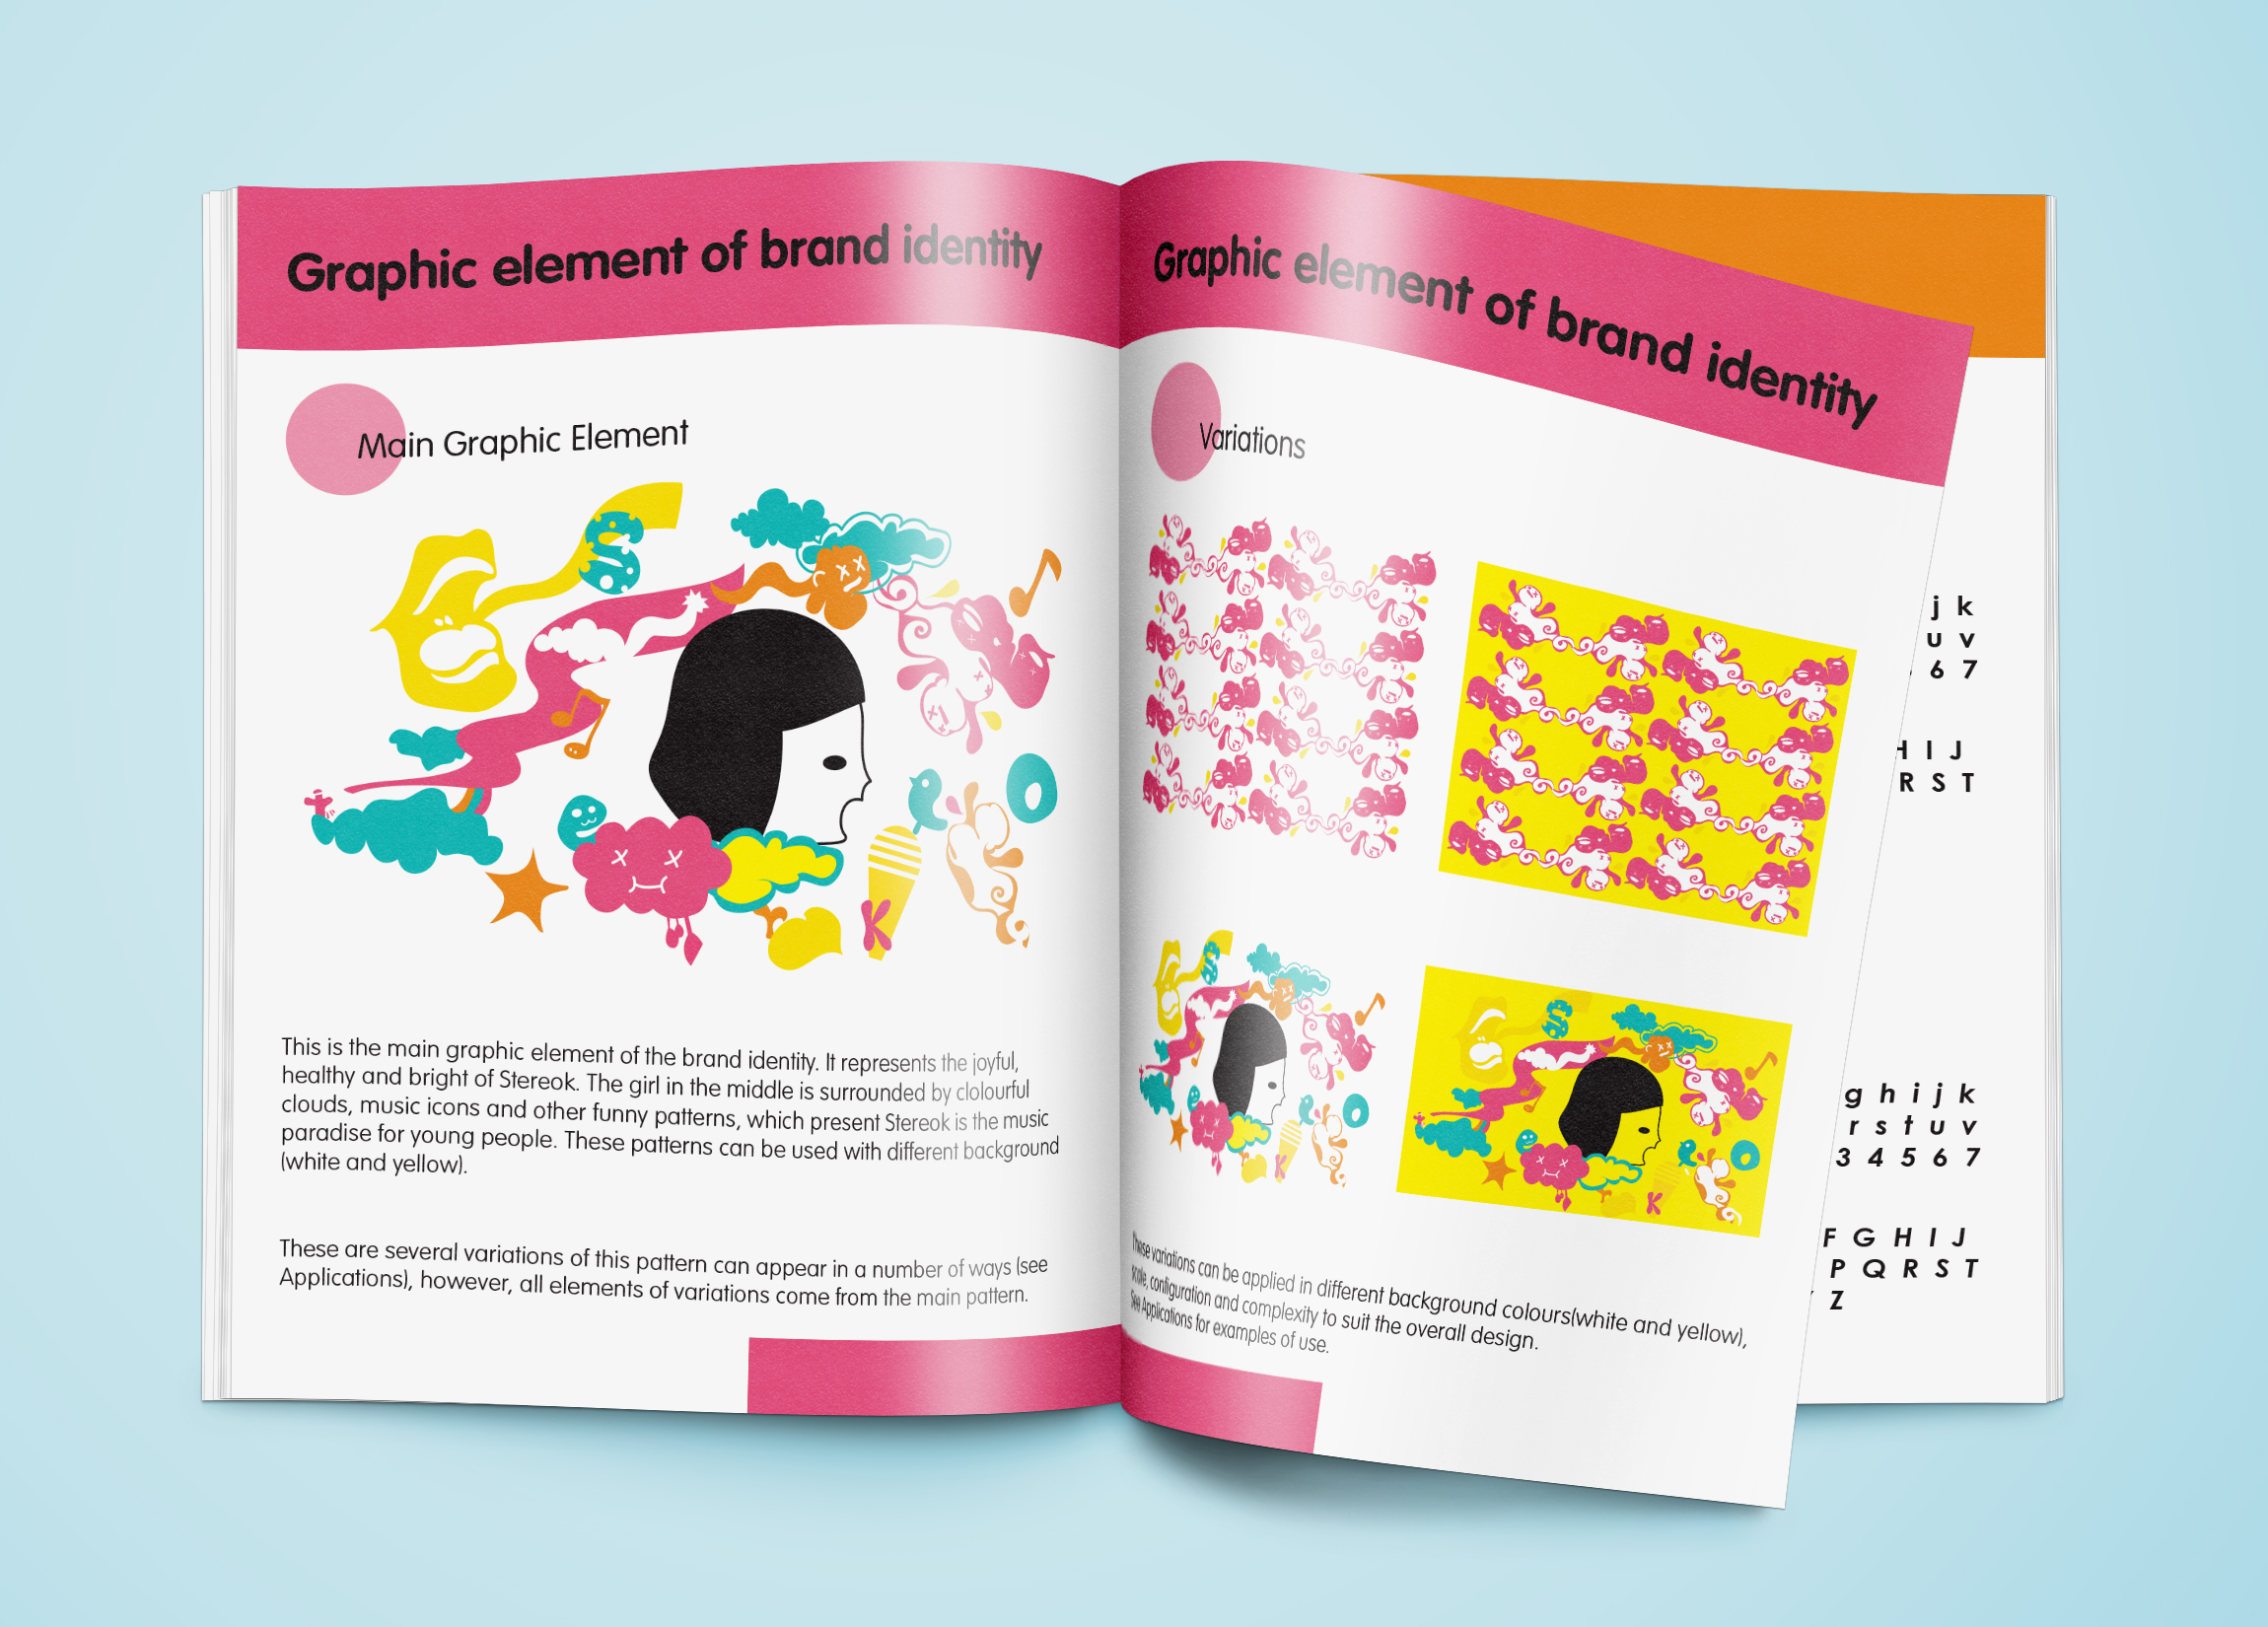 Graphic element of brand identity
Main Graphic Element
S
O
K
This is the main graphic element of the brand identity. It represents the joyful,
healthy and bright of Stereok. The girl in the middle is surrounded by clolourful
clouds, music icons and other funny patterns, which present Stereok is the music
paradise for young people. These patterns can be used with different background
(white and yellow).
These are several variations of this pattern can appear in a number of ways (see
Applications), however, all elements of variations come from the main pattern.
Graphic element of brand identity
Variations
These variations can be applied in different background colours(white and yellow),
scale, configuration and complexity to suit the overall design.
See Applications for examples of use.
j k
u v
6 7
H I J
R S T
g h i j k
r s t u v
3 4 5 6 7
F G H I J
P Q R S T
Z